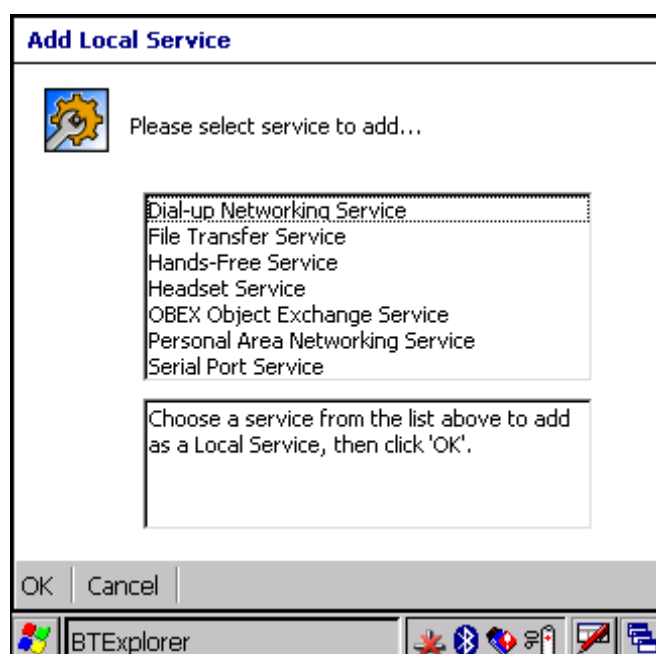 Add Local Service
Please select service to add...
Dial-up Networking Service
File Transfer Service
Hands-Free Service
Headset Service
OBEX Object Exchange Service
Personal Area Networking Service
Serial Port Service
Choose a service from the list above to add
as a Local Service, then click 'OK'.
OK Cancel
BTExplorer